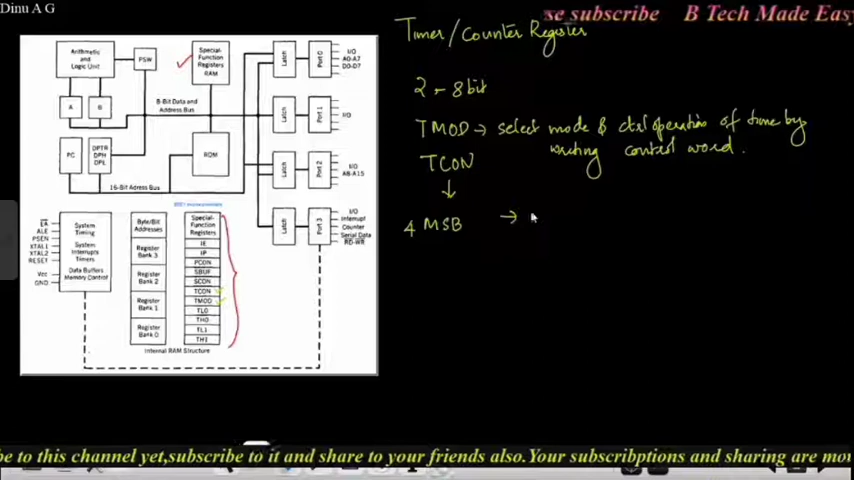 Dinu A G
se subscribe B Tech Made Easy
Timer/Counter Register
2 - 8bit
TMOD → select mode & ctrl operation of time by
writing control word.
TCON
↓
4 MSB →
Arithmetic
and
Logic Unit
PSW
Special-
Function
Registers
RAM
Latch
Port 0
I/O
A0-A7
D0-D7
A
B
8-Bit Data and
Address Bus
Latch
Port 1
I/O
PC
DPTR
DPH
DPL
ROM
Latch
Port 2
I/O
A8-A15
16-Bit Adress Bus
EA
ALE
PSEN
XTAL1
XTAL2
RESET
Vcc
GND
System
Timing
System
Interrupts
Timers
Data Buffers
Memory Control
Byte/Bit
Addresses
Register
Bank 3
Register
Bank 2
Register
Bank 1
Register
Bank 0
Special-
Function
Registers
IE
IP
PCON
SBUF
SCON
TCON
TMOD
TL0
TH0
TL1
TH1
Latch
Port 3
I/O
Interrupt
Counter
Serial Data
RD-WR
Internal RAM Structure
be to this channel yet,subscribe to it and share to your friends also.Your subscribptions and sharing are mo